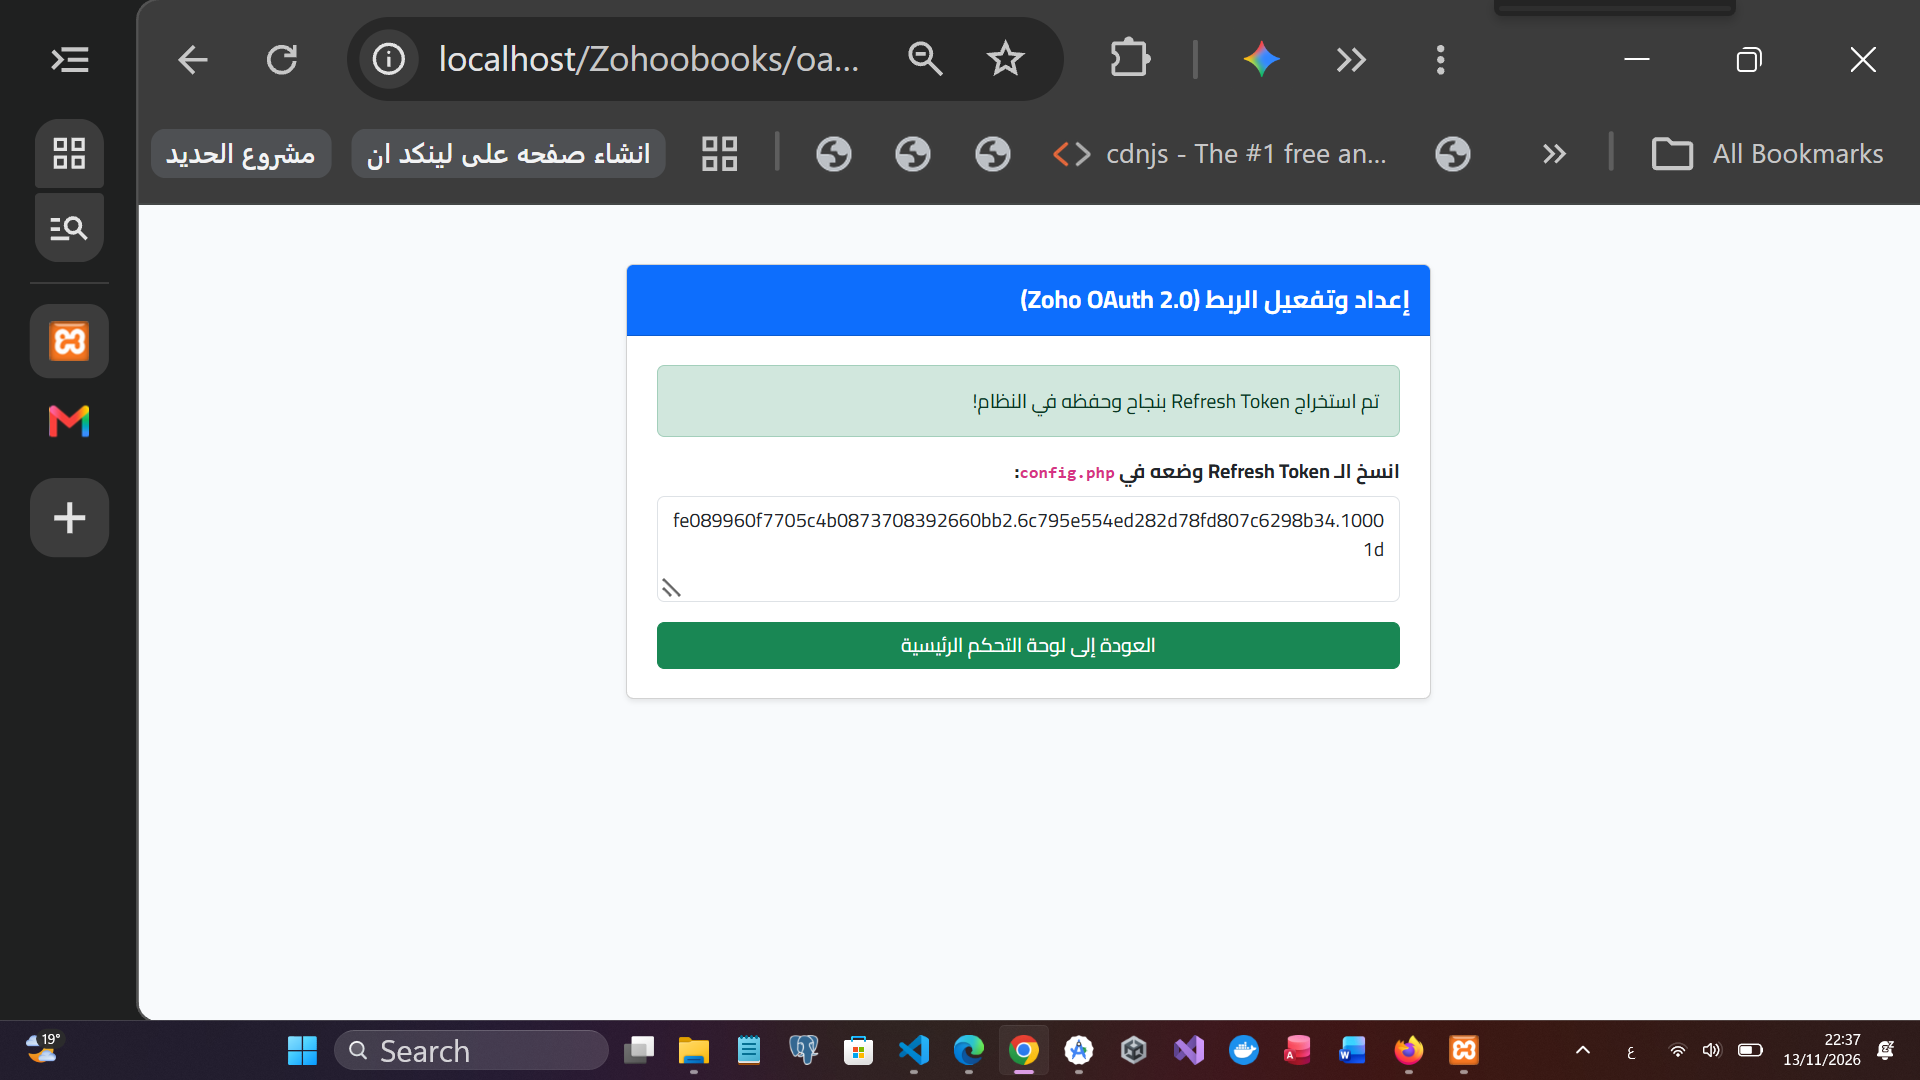 localhost/Zohoobooks/oa...
مشروع الحديد
انشاء صفحه على لينكد ان
cdnjs - The #1 free an...
All Bookmarks
إعداد وتفعيل الربط (Zoho OAuth 2.0)
تم استخراج Refresh Token بنجاح وحفظه في النظام!
انسخ الـ Refresh Token وضعه في config.php:
fe089960f7705c4b0873708392660bb2.6c795e554ed282d78fd807c6298b34.1000
1d
العودة إلى لوحة التحكم الرئيسية
19°
Search
ع
22:37
13/11/2026